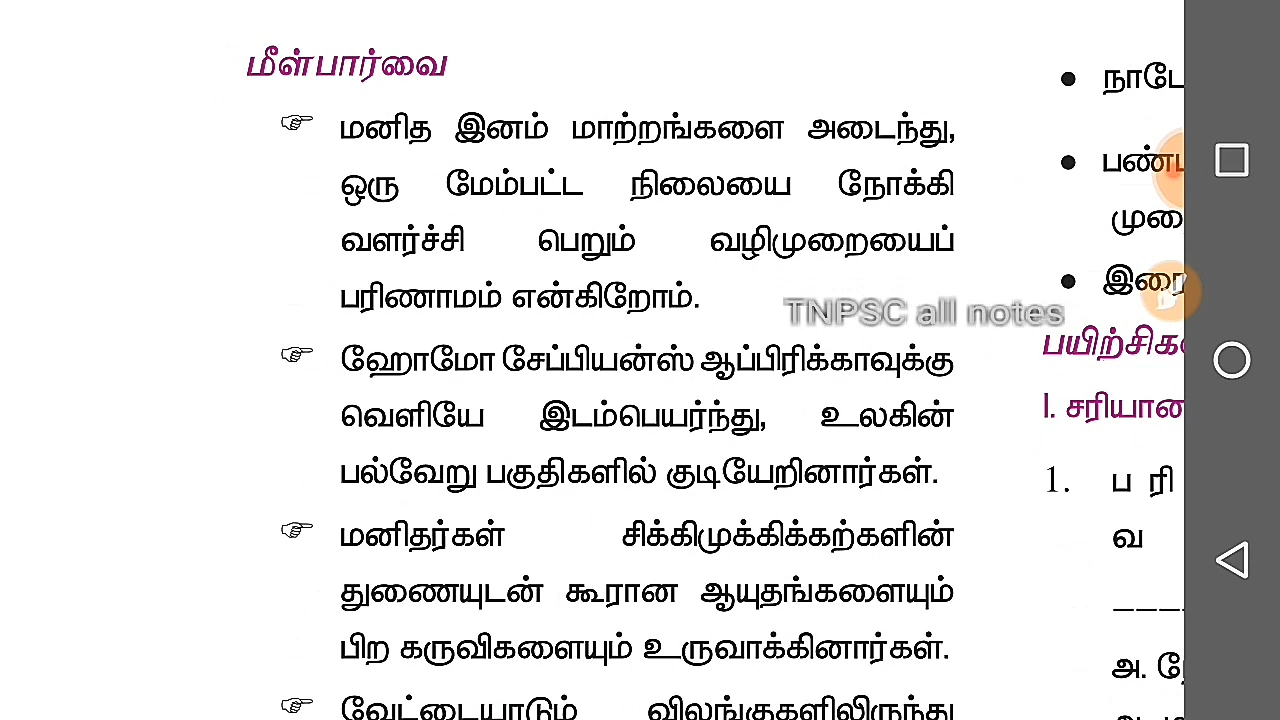 மீள்பார்வை
☞ மனித இனம் மாற்றங்களை அடைந்து,
ஒரு மேம்பட்ட நிலையை நோக்கி
வளர்ச்சி பெறும் வழிமுறையைப்
பரிணாமம் என்கிறோம்.
☞ ஹோமோ சேப்பியன்ஸ் ஆப்பிரிக்காவுக்கு
வெளியே இடம்பெயர்ந்து, உலகின்
பல்வேறு பகுதிகளில் குடியேறினார்கள்.
☞ மனிதர்கள் சிக்கிமுக்கிக்கற்களின்
துணையுடன் கூரான ஆயுதங்களையும்
பிற கருவிகளையும் உருவாக்கினார்கள்.
☞ வேட்டையாடும் விலங்குகளிலிருந்து
TNPSC all notes
I.
1. ப ரி
வ
அ.